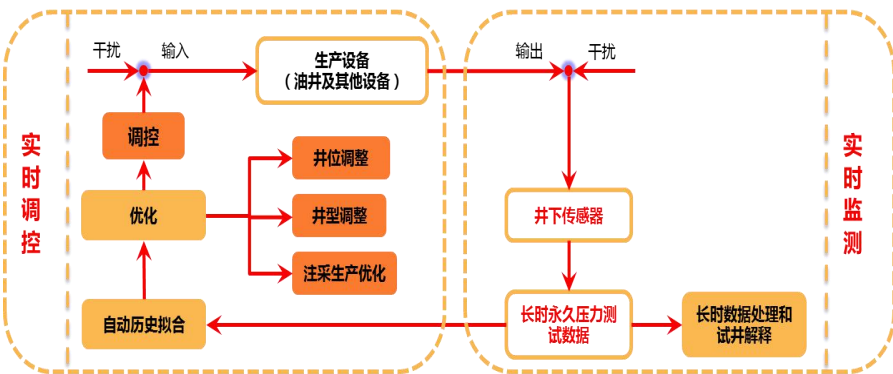 干扰
输入
生产设备
（油井及其他设备）
输出
干扰
实时调控
调控
井位调整
优化
井型调整
注采生产优化
自动历史拟合
井下传感器
长时永久压力测
试数据
长时数据处理和
试井解释
实时监测